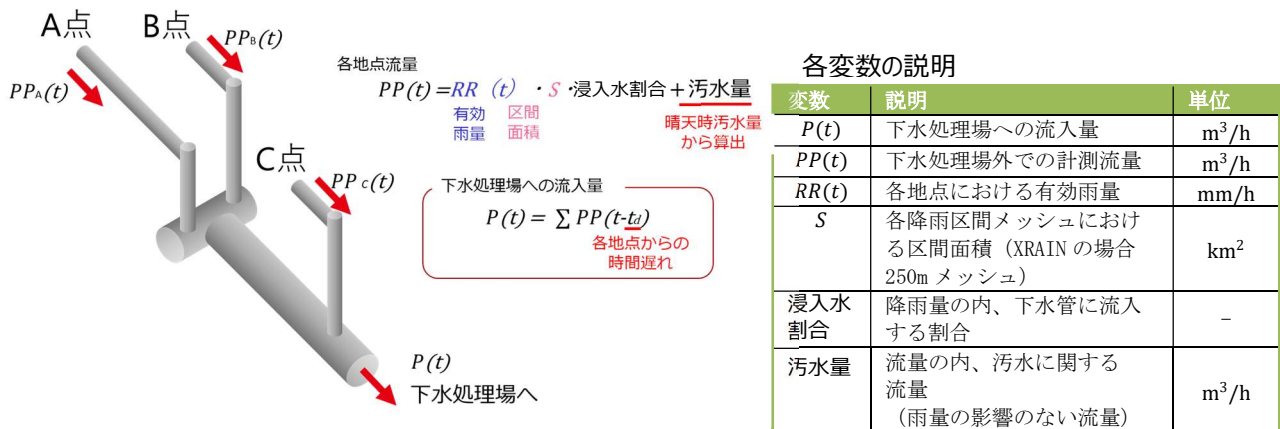 A点
B点
PPB(t)
PPA(t)
C点
PPC(t)
P(t)
下水処理場へ
各地点流量
PP(t)=RR(t)・S・浸入水割合+汚水量
有効 区間
雨量 面積
晴天時汚水量
から算出
下水処理場への流入量
P(t) = ∑ PP(t-td)
各地点からの
時間遅れ
各変数の説明
変数 説明 単位
P(t) 下水処理場への流入量 m³/h
PP(t) 下水処理場外での計測流量 m³/h
RR(t) 各地点における有効雨量 mm/h
S 各降雨区間メッシュにおけ
る区間面積（XRAIN の場合 km²
250m メッシュ）
浸入水 降雨量の内、下水管に流入
割合 する割合 –
汚水量 流量の内、汚水に関する
流量 m³/h
（雨量の影響のない流量）